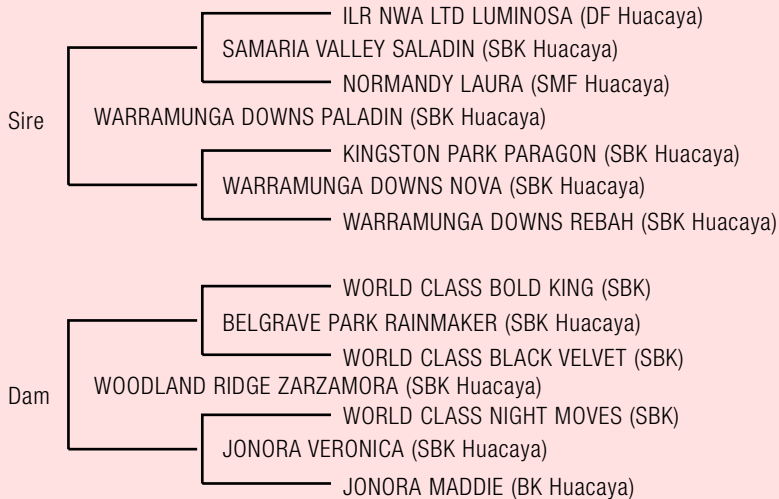 ILR NWA LTD LUMINOSA (DF Huacaya)
SAMARIA VALLEY SALADIN (SBK Huacaya)
NORMANDY LAURA (SMF Huacaya)
Sire
WARRAMUNGA DOWNS PALADIN (SBK Huacaya)
KINGSTON PARK PARAGON (SBK Huacaya)
WARRAMUNGA DOWNS NOVA (SBK Huacaya)
WARRAMUNGA DOWNS REBAH (SBK Huacaya)
WORLD CLASS BOLD KING (SBK)
BELGRAVE PARK RAINMAKER (SBK Huacaya)
WORLD CLASS BLACK VELVET (SBK)
Dam
WOODLAND RIDGE ZARZAMORA (SBK Huacaya)
WORLD CLASS NIGHT MOVES (SBK)
JONORA VERONICA (SBK Huacaya)
JONORA MADDIE (BK Huacaya)